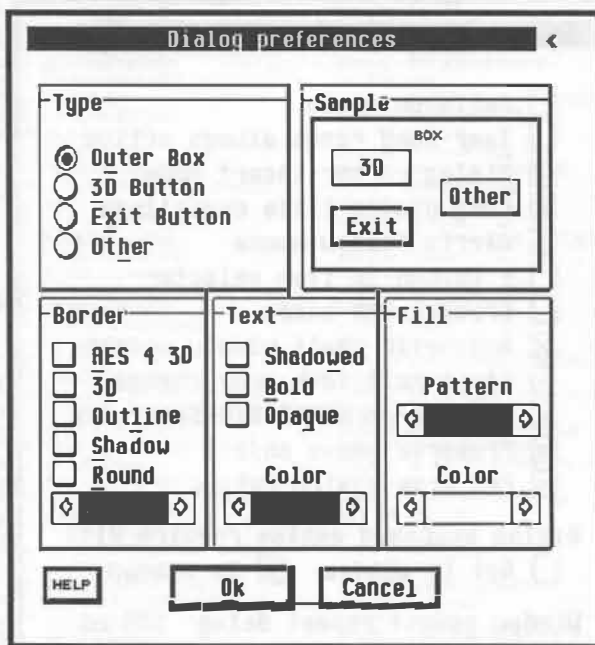 Dialog preferences
Type
Outer Box
3D Button
Exit Button
Other
Sample
BOX
3D
Other
Exit
Border
AES 4 3D
3D
Outline
Shadow
Round
Text
Shadowed
Bold
Opaque
Color
Fill
Pattern
Color
HELP
Ok
Cancel